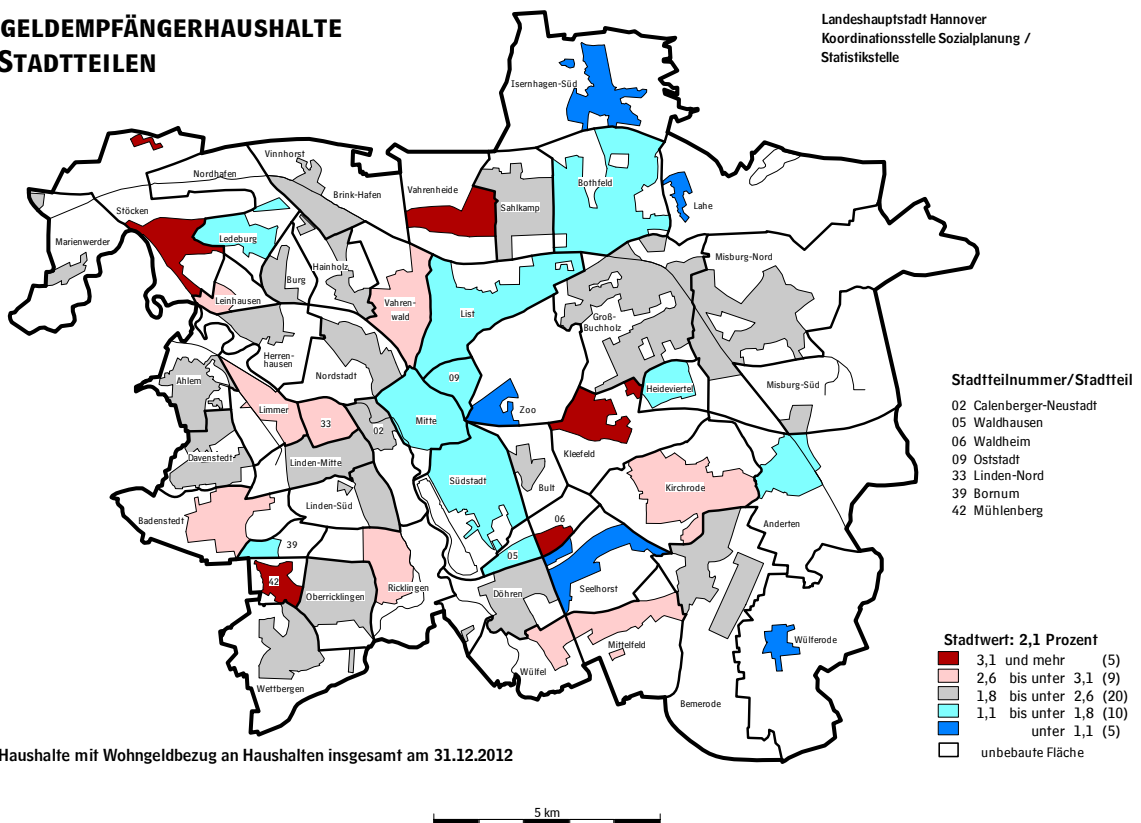 GELDEMPFÄNGERHAUSHALTE
STADTTEILEN
Landeshauptstadt Hannover
Koordinationsstelle Sozialplanung /
Statistikstelle
Isernhagen-Süd
Vinnhorst
Nordhafen
Brink-Hafen
Vahrenheide
Sahlkamp
Bothfeld
Lahe
Stöcken
Marienwerder
Ledeburg
Burg
Hainholz
Leinhausen
Vahren-
wald
List
Groß-
Buchholz
Misburg-Nord
Herren-
hausen
Nordstadt
Ahlem
09
Heideviertel
Misburg-Süd
Zoo
Limmer
33
02
Mitte
Kleefeld
Davenstedt
Linden-Mitte
Südstadt
Bult
Kirchrode
Badenstedt
Linden-Süd
06
Anderten
39
05
42
Oberricklingen
Ricklingen
Döhren
Seelhorst
Wülferode
Mittelfeld
Wülfel
Wettbergen
Bemerode
Stadtteilnummer/Stadtteil
02 Calenberger-Neustadt
05 Waldhausen
06 Waldheim
09 Oststadt
33 Linden-Nord
39 Bornum
42 Mühlenberg
Stadtwert: 2,1 Prozent
3,1 und mehr (5)
2,6 bis unter 3,1 (9)
1,8 bis unter 2,6 (20)
1,1 bis unter 1,8 (10)
unter 1,1 (5)
unbebaute Fläche
Haushalte mit Wohngeldbezug an Haushalten insgesamt am 31.12.2012
5 km